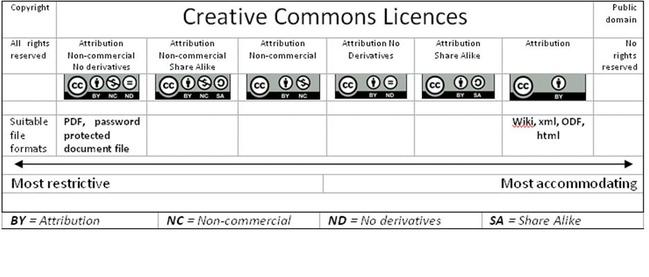 Copyright
Creative Commons Licences
Public domain
All rights reserved
Attribution Non-commercial No derivatives
Attribution Non-commercial Share Alike
Attribution Non-commercial
Attribution No Derivatives
Attribution Share Alike
Attribution
No rights reserved
cc BY NC ND
cc BY NC SA
cc BY NC
cc BY ND
cc BY SA
cc BY
Suitable file formats
PDF, password protected document file
Wiki, xml, ODF, html
Most restrictive
Most accommodating
BY = Attribution
NC = Non-commercial
ND = No derivatives
SA = Share Alike